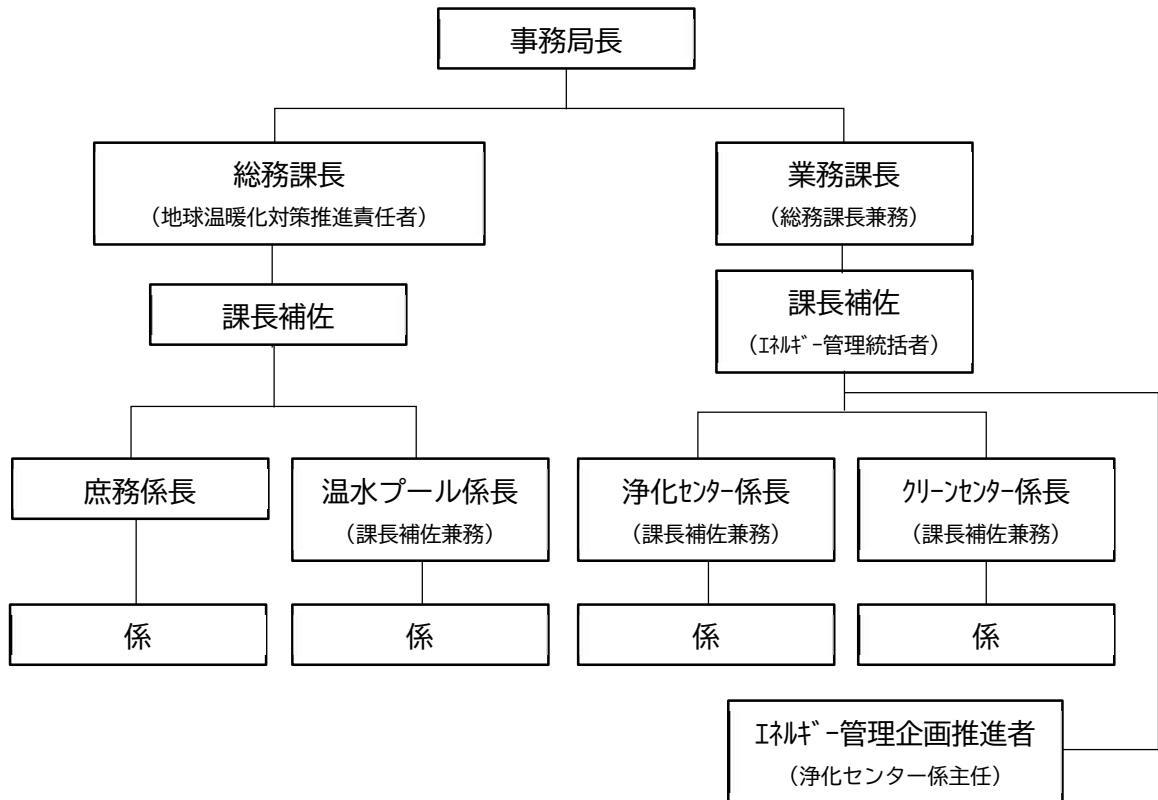 事務局長
総務課長
（地球温暖化対策推進責任者）
業務課長
（総務課長兼務）
課長補佐
課長補佐
（ｴﾈﾙｷﾞｰ管理統括者）
庶務係長
温水プール係長
（課長補佐兼務）
浄化ｾﾝﾀｰ係長
（課長補佐兼務）
ｸﾘｰﾝｾﾝﾀｰ係長
（課長補佐兼務）
係
係
係
係
ｴﾈﾙｷﾞｰ管理企画推進者
（浄化センター係主任）